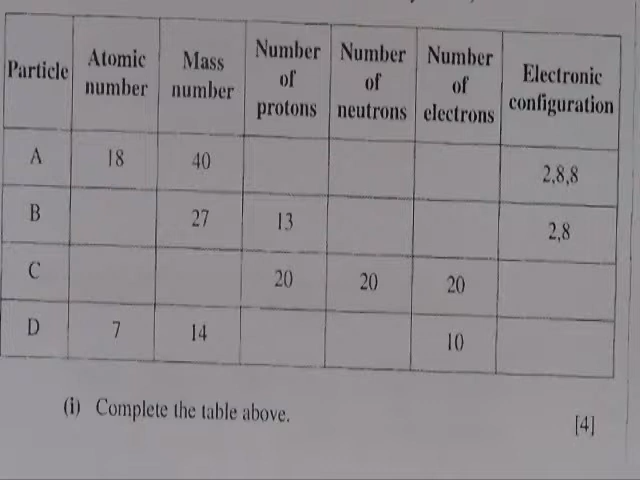 Particle Atomic number Mass number Number of protons Number of neutrons Number of electrons Electronic configuration
A 18 40 2,8,8
B 27 13 2,8
C 20 20 20
D 7 14 10
(i) Complete the table above.
[4]